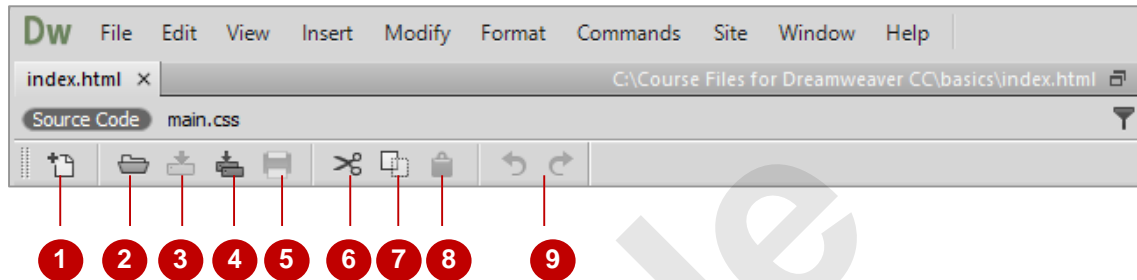 Dw File Edit View Insert Modify Format Commands Site Window Help
index.html × C:\Course Files for Dreamweaver CC\basics\index.html
Source Code main.css
1 2 3 4 5 6 7 8 9
le